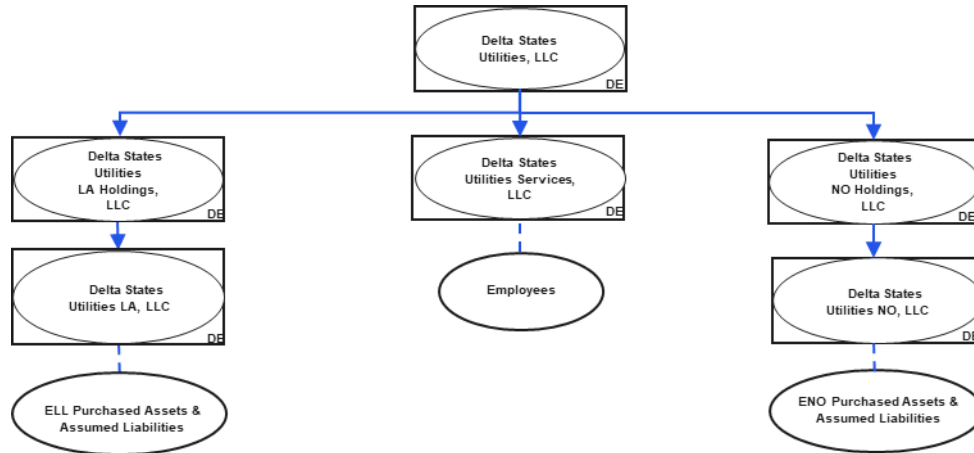 Delta States
Utilities, LLC
DE
Delta States
Utilities
LA Holdings,
LLC
DE
Delta States
Utilities Services,
LLC
DE
Delta States
Utilities
NO Holdings,
LLC
DE
Delta States
Utilities LA, LLC
DE
Employees
Delta States
Utilities NO, LLC
DE
ELL Purchased Assets &
Assumed Liabilities
ENO Purchased Assets &
Assumed Liabilities